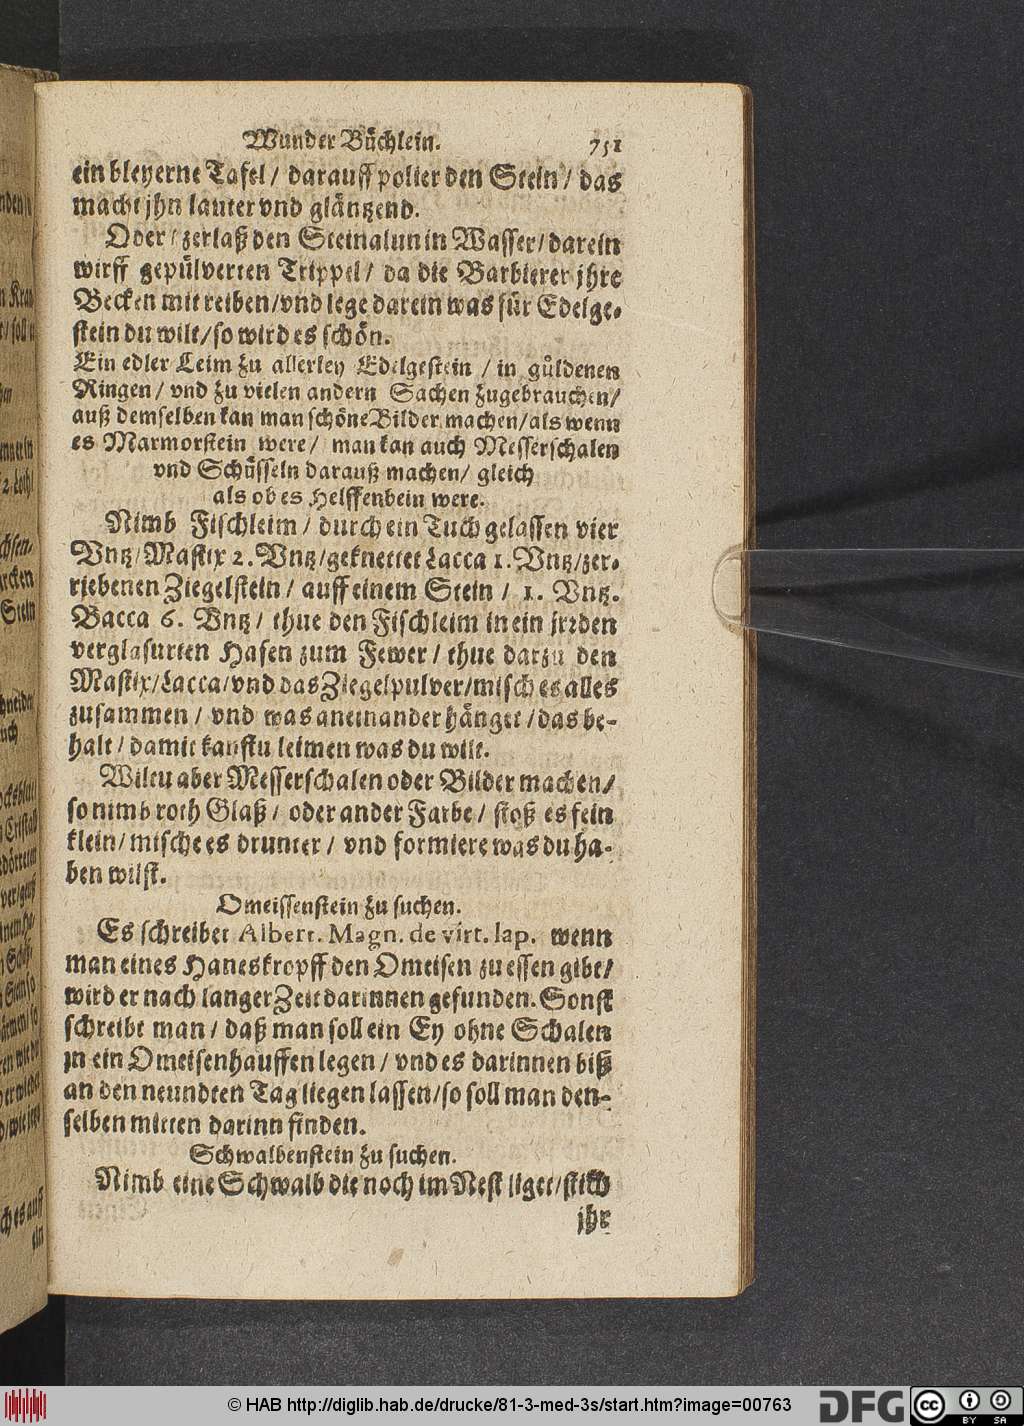 Wunder Büchlein. 751
ein bleyerne Tafel / darauff polier den Stein / das
macht jhn lauter vnd gläntzend.
Oder / zerlaß den Steinalun in Wasser / darein
wirff gepülverten Trippel / da die Barbierer jhre
Becken mit reiben / vnd lege darein was für Edelge-
stein du wilt / so wird es schön.
Ein edler Leim zu allerley Edelgestein / in güldenen
Ringen / vnd zu vielen andern Sachen zugebrauchen /
auß demselben kan man schöne Bilder machen / als wenn
es Marmorstein were / man kan auch Messerschalen
vnd Schüsseln darauß machen / gleich
als ob es Helffenbein were.
Nimb Fischleim / durch ein Tuch gelassen vier
Vntz / Mastix 2. Vntz / geknettet Lacca 1. Vntz / zer-
riebenen Ziegelstein / auff einem Stein / 1. Vntz.
Bacca 6. Vntz / thue den Fischleim in ein jrrden
verglasurten Hafen zum Fewer / thue darzu den
Mastix / Lacca / vnd das Ziegelpulver / misch es alles
zusammen / vnd was aneinander hänget / das be-
halt / damit kanstu leimen was du wilt.
Wiltu aber Messerschalen oder Bilder machen /
so nimb roth Glaß / oder ander Farbe / stoß es fein
klein / mische es drunter / vnd formiere was du ha-
ben wilst.
Omeissenstein zu suchen.
Es schreibet Albert. Magn. de virt. lap. wenn
man eines Hanes kropff den Omeisen zu essen gibt /
wird er nach langer Zeit darinnen gefunden. Sonst
schreibt man / daß man soll ein Ey ohne Schalen
in ein Omeisenhauffen legen / vnd es darinnen biß
an den neundten Tag liegen lassen / so soll man den-
selben mitten darinn finden.
Schwalbenstein zu suchen.
Nimb eine Schwalb die noch im Nest liget / stich
jhr
© HAB http://diglib.hab.de/drucke/81-3-med-3s/start.htm?image=00763
DFG
cc BY SA